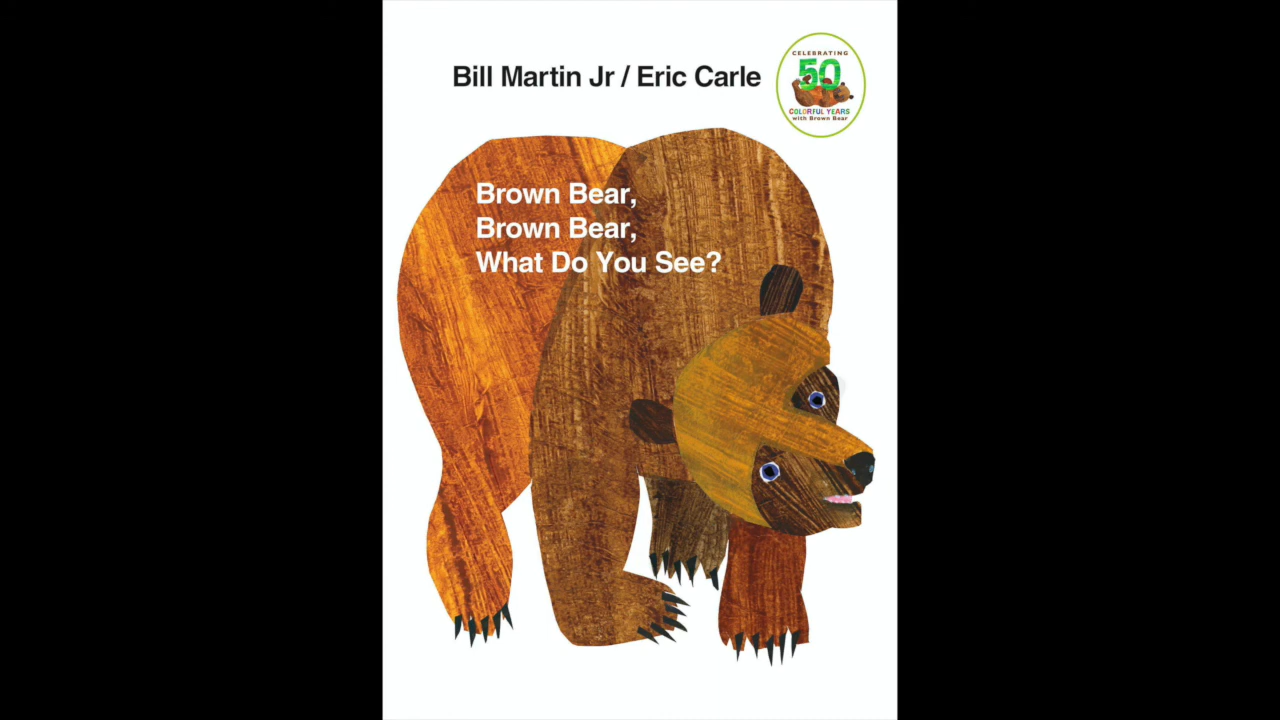 Bill Martin Jr / Eric Carle
CELEBRATING
50
COLORFUL YEARS
with Brown Bear
Brown Bear,
Brown Bear,
What Do You See?